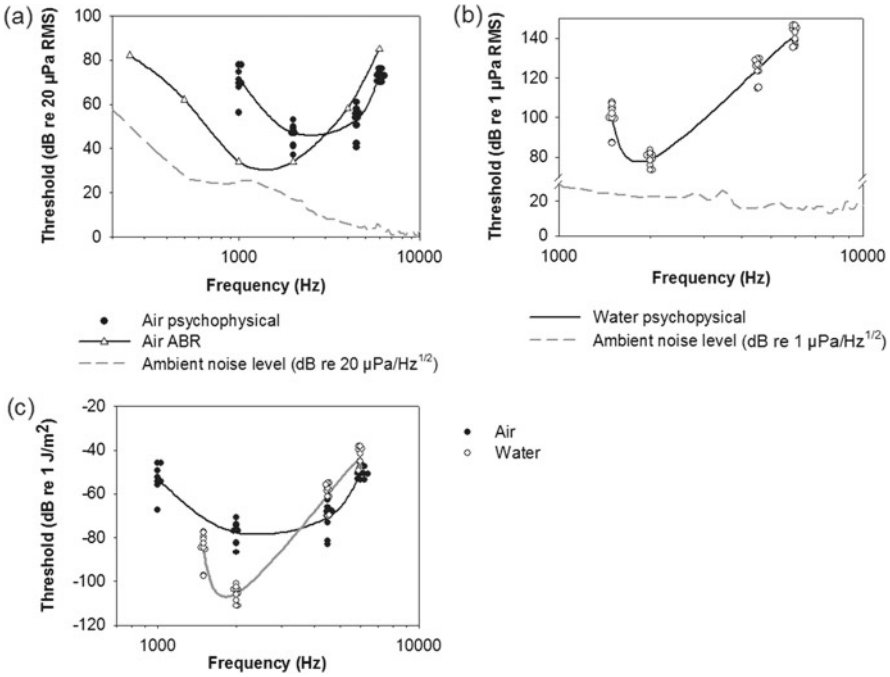 (a)
Threshold (dB re 20 µPa RMS)
100
80
60
40
20
0
1000
10000
Frequency (Hz)
Air psychophysical
Air ABR
Ambient noise level (dB re 20 µPa/Hz1/2)
(b)
Threshold (dB re 1 µPa RMS)
140
120
100
80
20
0
1000
10000
Frequency (Hz)
Water psychopysical
Ambient noise level (dB re 1 µPa/Hz1/2)
(c)
Threshold (dB re 1 J/m2)
-20
-40
-60
-80
-100
-120
1000
10000
Frequency (Hz)
Air
Water